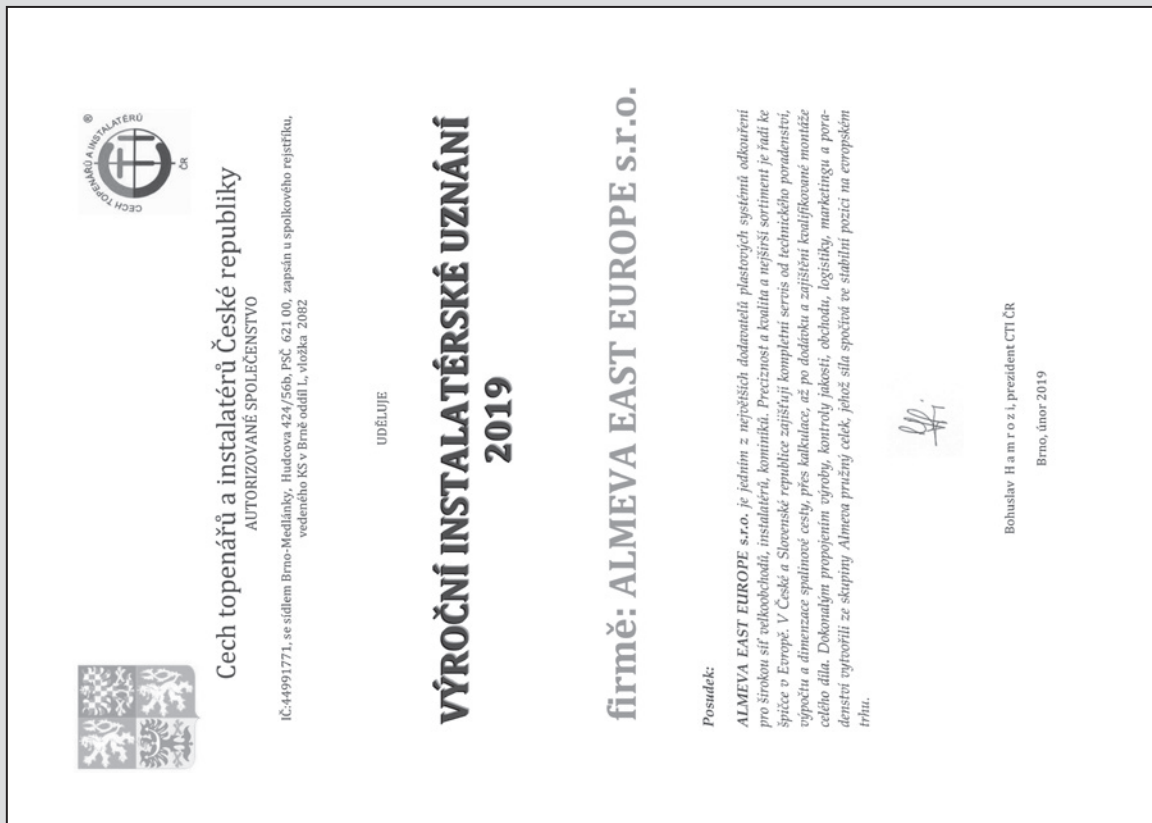 CECH TOPENÁŘŮ A INSTALATÉRŮ ®
CTI
ČR
Cech topenářů a instalatérů České republiky
AUTORIZOVANÉ SPOLEČENSTVO
IČ:44991771, se sídlem Brno-Medlánky, Hudcova 424/56b, PSČ 621 00, zapsán u spolkového rejstříku,
vedeného KS v Brně oddíl L, vložka 2082
UDĚLUJE
VÝROČNÍ INSTALATÉRSKÉ UZNÁNÍ
2019
firmě: ALMEVA EAST EUROPE s.r.o.
Posudek:
ALMEVA EAST EUROPE s.r.o. je jedním z největších dodavatelů plastových systémů odkouření
pro širokou síť velkoobchodů, instalatérů, kominíků. Preciznost a kvalita a nejširší sortiment je řadí ke
špičce v Evropě. V České a Slovenské republice zajišťují kompletní servis od technického poradenství,
výpočtu a dimenzace spalinové cesty, přes kalkulace, až po dodávku a zajištění kvalifikované montáže
celého díla. Dokonalým propojením výroby, kontroly jakosti, obchodu, logistiky, marketingu a pora-
denství vytvořili ze skupiny Almeva pružný celek, jehož síla spočívá ve stabilní pozici na evropském
trhu.
Bohuslav H a m r o z i, prezident CTI ČR
Brno, únor 2019